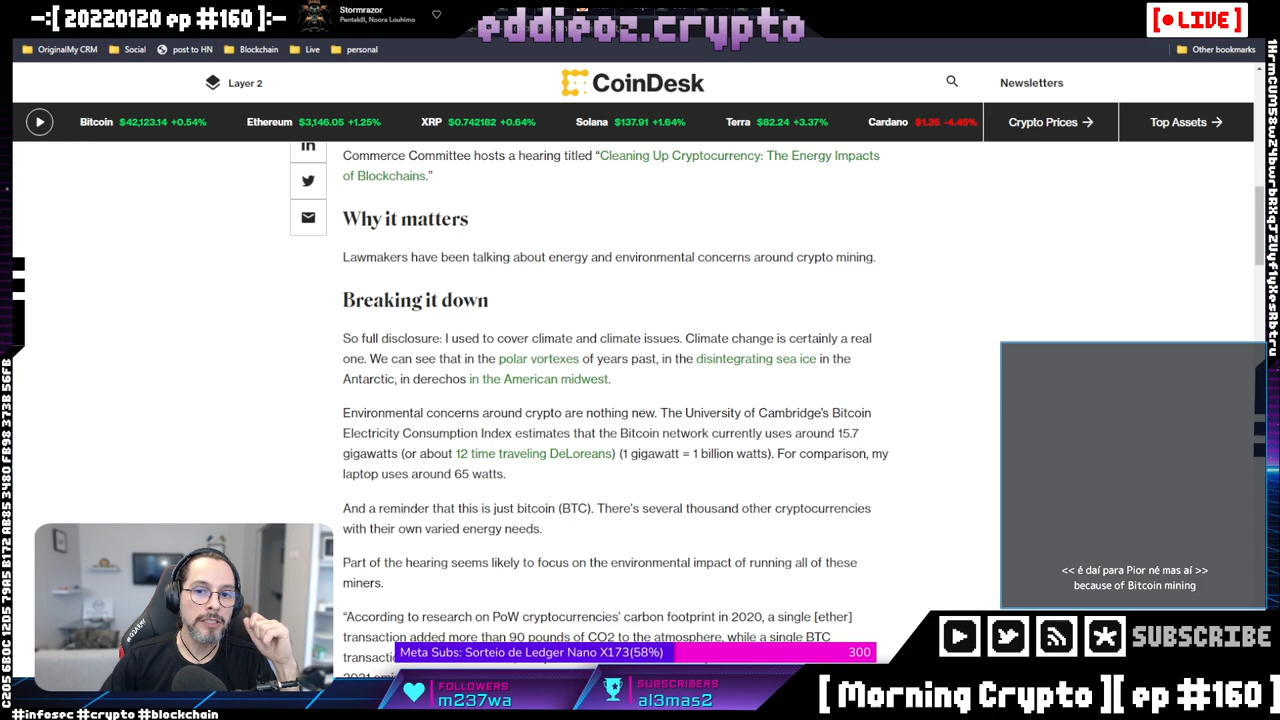 -:[ 20220120 ep #160]:-
Stormrazor
Pentakill, Noora Louhimo
eddieoz.crypto
[• LIVE]
OriginalMy CRM
Social
post to HN
Blockchain
Live
personal
Other bookmarks
Layer 2
CoinDesk
Newsletters
Bitcoin $42,123.14 +0.54%
Ethereum $3,146.05 +1.25%
XRP $0.742182 +0.64%
Solana $137.91 +1.64%
Terra $82.24 +3.37%
Cardano $1.35 -4.45%
Crypto Prices →
Top Assets →
Commerce Committee hosts a hearing titled “Cleaning Up Cryptocurrency: The Energy Impacts
of Blockchains.”
Why it matters
Lawmakers have been talking about energy and environmental concerns around crypto mining.
Breaking it down
So full disclosure: I used to cover climate and climate issues. Climate change is certainly a real
one. We can see that in the polar vortexes of years past, in the disintegrating sea ice in the
Antarctic, in derechos in the American midwest.
Environmental concerns around crypto are nothing new. The University of Cambridge’s Bitcoin
Electricity Consumption Index estimates that the Bitcoin network currently uses around 15.7
gigawatts (or about 12 time traveling DeLoreans) (1 gigawatt = 1 billion watts). For comparison, my
laptop uses around 65 watts.
And a reminder that this is just bitcoin (BTC). There’s several thousand other cryptocurrencies
with their own varied energy needs.
Part of the hearing seems likely to focus on the environmental impact of running all of these
miners.
“According to research on PoW cryptocurrencies’ carbon footprint in 2020, a single [ether]
transaction added more than 90 pounds of CO2 to the atmosphere, while a single BTC
<< é daí para Pior né mas aí >>
because of Bitcoin mining
Meta Subs: Sorteio de Ledger Nano X173(58%)
300
FOLLOWERS
m237wa
SUBSCRIBERS
al3mas2
SUBSCRIBE
[ Morning Crypto ][ ep #160 ]
#infosec #crypto #blockchain